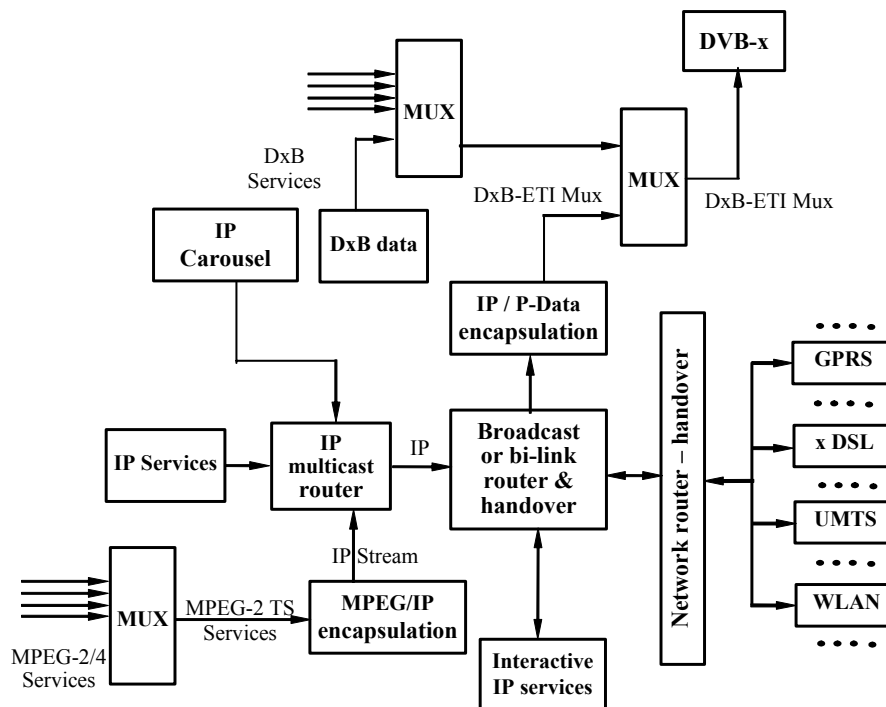 DVB-x
MUX
DxB
Services
MUX
DxB-ETI Mux
DxB-ETI Mux
IP
Carousel
DxB data
IP / P-Data
encapsulation
Network router – handover
GPRS
x DSL
UMTS
WLAN
IP Services
IP
multicast
router
IP
Broadcast
or bi-link
router &
handover
IP Stream
MUX
MPEG-2 TS
Services
MPEG/IP
encapsulation
MPEG-2/4
Services
Interactive
IP services